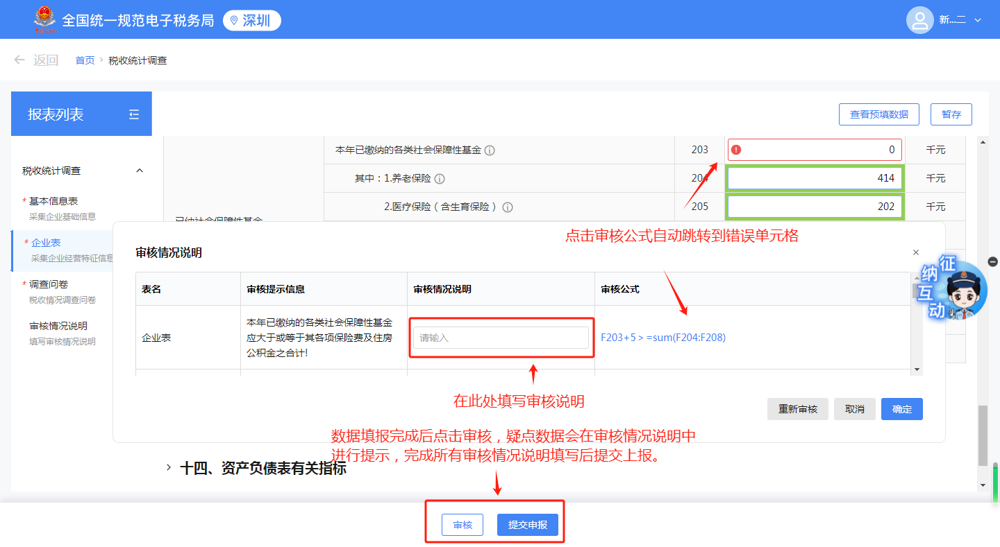 全国统一规范电子税务局
深圳
新...二
返回
首页 > 税收统计调查
报表列表
查看预填数据
暂存
税收统计调查
* 基本信息表
采集企业基础信息
* 企业表
采集企业经营特征信息
* 调查问卷
税收情况调查问卷
审核情况说明
填写审核情况说明
本年已缴纳的各类社会保障性基金 203 0 千元
其中：1.养老保险 204 414 千元
2.医疗保险（含生育保险） 205 202 千元
已纳社会保障性基金
点击审核公式自动跳转到错误单元格
审核情况说明
表名 审核提示信息 审核情况说明 审核公式
企业表
本年已缴纳的各类社会保障性基金
应大于或等于其各项保险费及住房
公积金之合计!
请输入
F203+5 > =sum(F204:F208)
在此处填写审核说明
重新审核
取消
确定
征纳互动
数据填报完成后点击审核，疑点数据会在审核情况说明中
进行提示，完成所有审核情况说明填写后提交上报。
十四、资产负债表有关指标
审核
提交申报